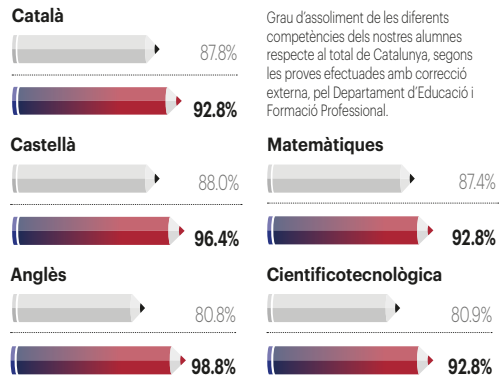 Català
87.8%
92.8%
Grau d'assoliment de les diferents
competències dels nostres alumnes
respecte al total de Catalunya, segons
les proves efectuades amb correcció
externa, pel Departament d'Educació i
Formació Professional.
Castellà
88.0%
96.4%
Matemàtiques
87.4%
92.8%
Anglès
80.8%
98.8%
Cientificotecnològica
80.9%
92.8%